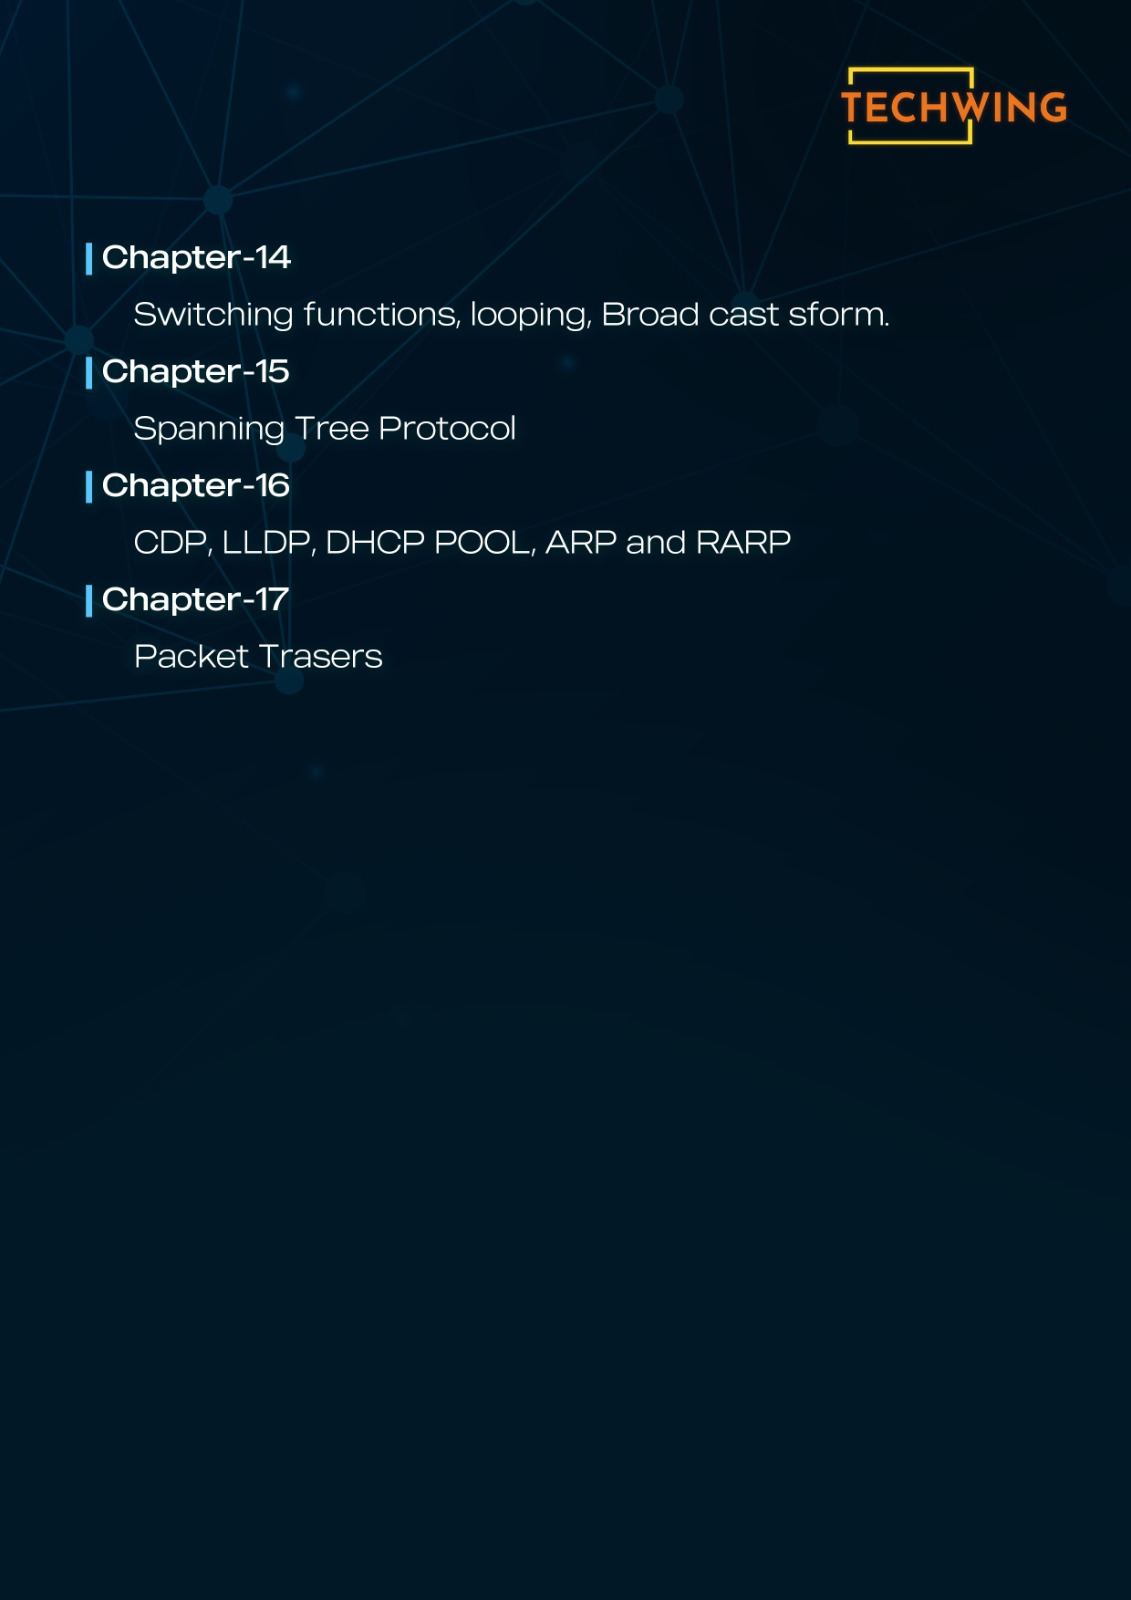 TECHWING
Chapter-14
Switching functions, looping, Broad cast sform.
Chapter-15
Spanning Tree Protocol
Chapter-16
CDP, LLDP, DHCP POOL, ARP and RARP
Chapter-17
Packet Trasers